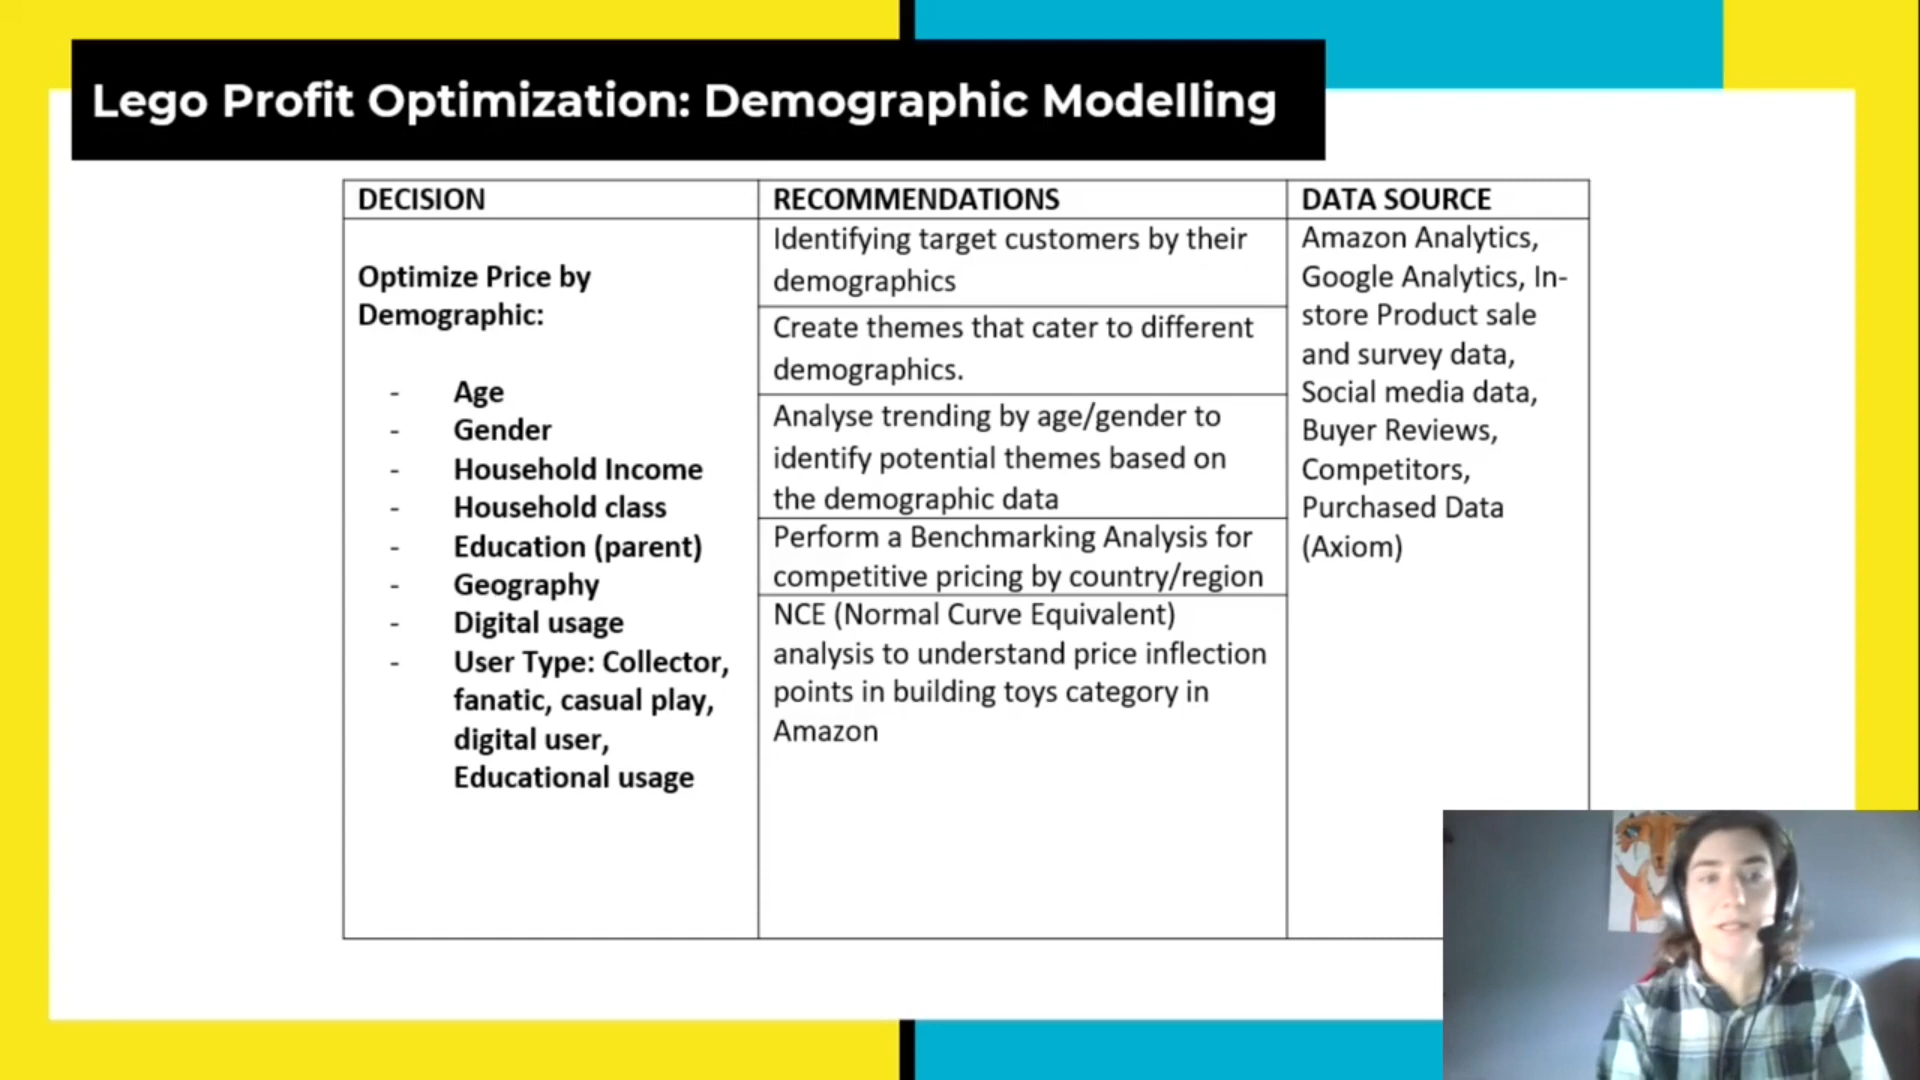 Lego Profit Optimization: Demographic Modelling
DECISION
Optimize Price by
Demographic:
- Age
- Gender
- Household Income
- Household class
- Education (parent)
- Geography
- Digital usage
- User Type: Collector,
fanatic, casual play,
digital user,
Educational usage
RECOMMENDATIONS
Identifying target customers by their
demographics
Create themes that cater to different
demographics.
Analyse trending by age/gender to
identify potential themes based on
the demographic data
Perform a Benchmarking Analysis for
competitive pricing by country/region
NCE (Normal Curve Equivalent)
analysis to understand price inflection
points in building toys category in
Amazon
DATA SOURCE
Amazon Analytics,
Google Analytics, In-
store Product sale
and survey data,
Social media data,
Buyer Reviews,
Competitors,
Purchased Data
(Axiom)